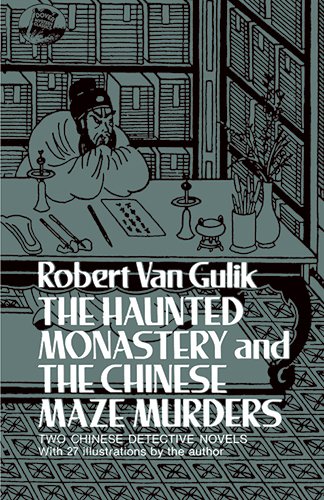 Robert Van Gulik
THE HAUNTED
MONASTERY and
THE CHINESE
MAZE MURDERS
TWO CHINESE DETECTIVE NOVELS
With 27 illustrations by the author